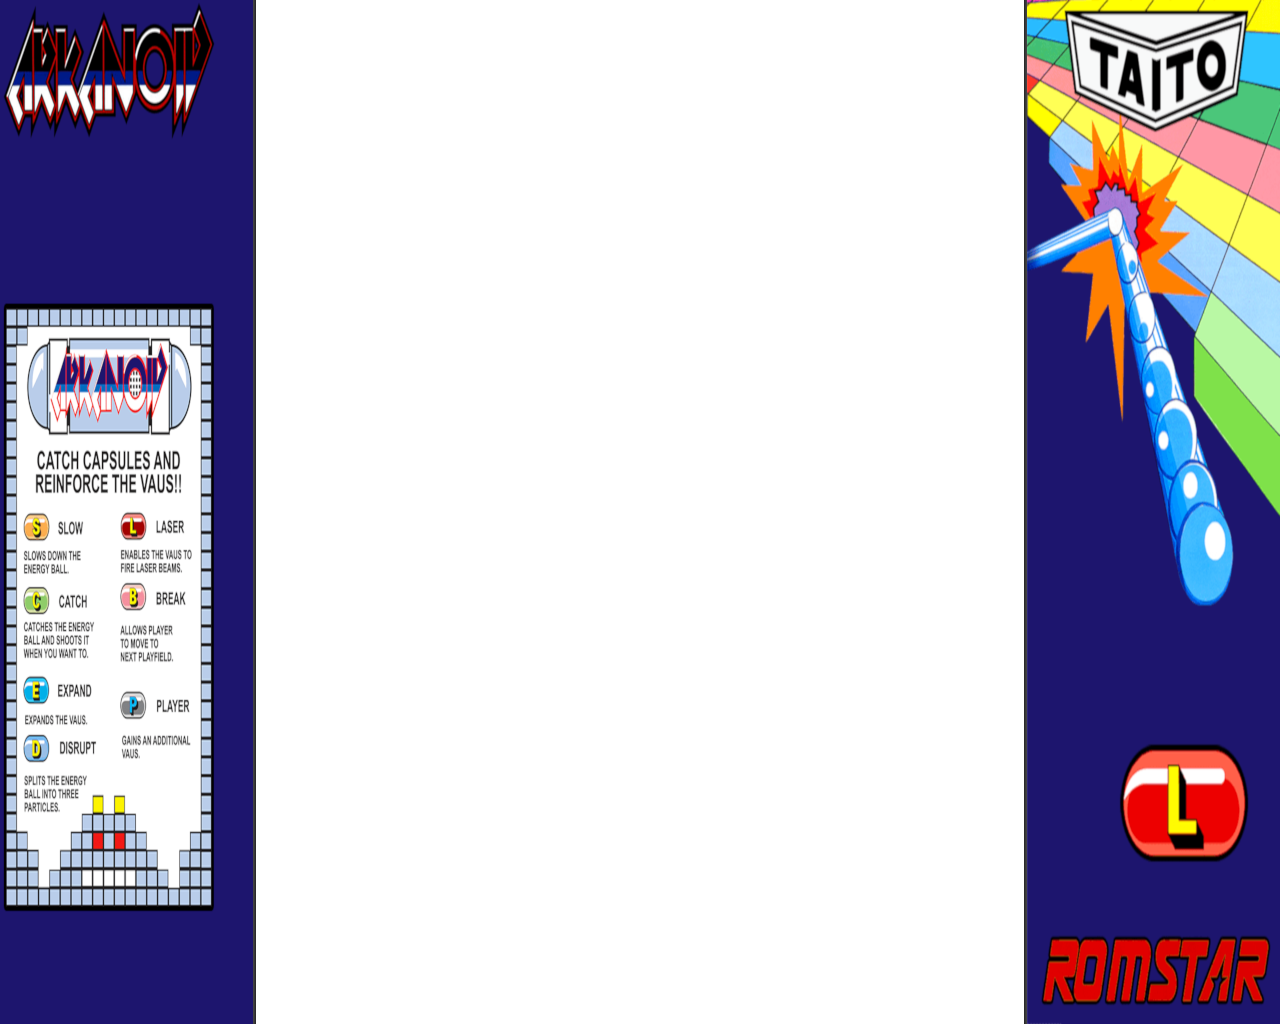 ARKANOID
ARKANOID
CATCH CAPSULES AND
REINFORCE THE VAUS!!
S SLOW
SLOWS DOWN THE
ENERGY BALL.
C CATCH
CATCHES THE ENERGY
BALL AND SHOOTS IT
WHEN YOU WANT TO.
E EXPAND
EXPANDS THE VAUS.
D DISRUPT
SPLITS THE ENERGY
BALL INTO THREE
PARTICLES.
L LASER
ENABLES THE VAUS TO
FIRE LASER BEAMS.
B BREAK
ALLOWS PLAYER
TO MOVE TO
NEXT PLAYFIELD.
P PLAYER
GAINS AN ADDITIONAL
VAUS.
TAITO
L
ROMSTAR